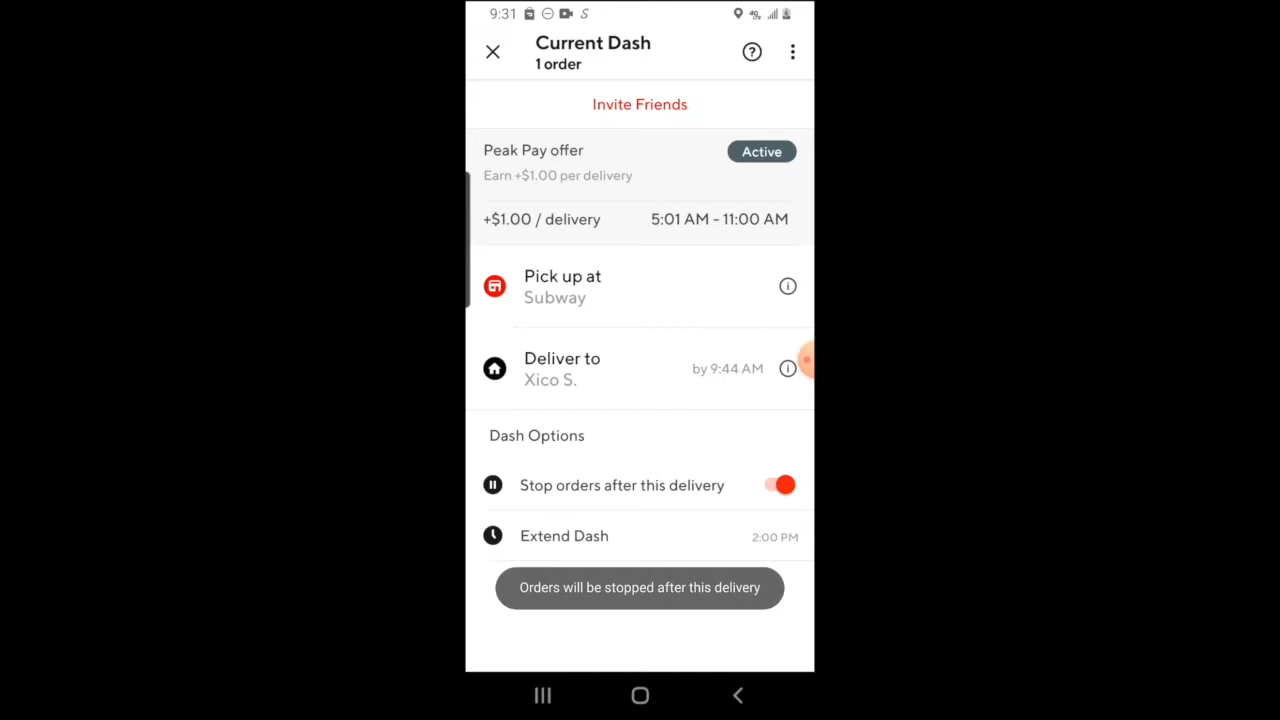 9:31
Current Dash
1 order
Invite Friends
Peak Pay offer
Active
Earn +$1.00 per delivery
+$1.00 / delivery
5:01 AM - 11:00 AM
Pick up at
Subway
Deliver to
by 9:44 AM
Xico S.
Dash Options
Stop orders after this delivery
Extend Dash
2:00 PM
Orders will be stopped after this delivery